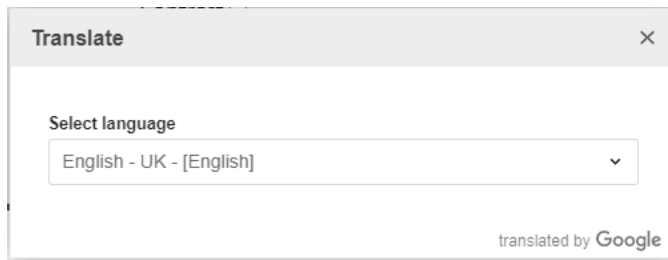 Translate
Select language
English - UK - [English]
translated by Google